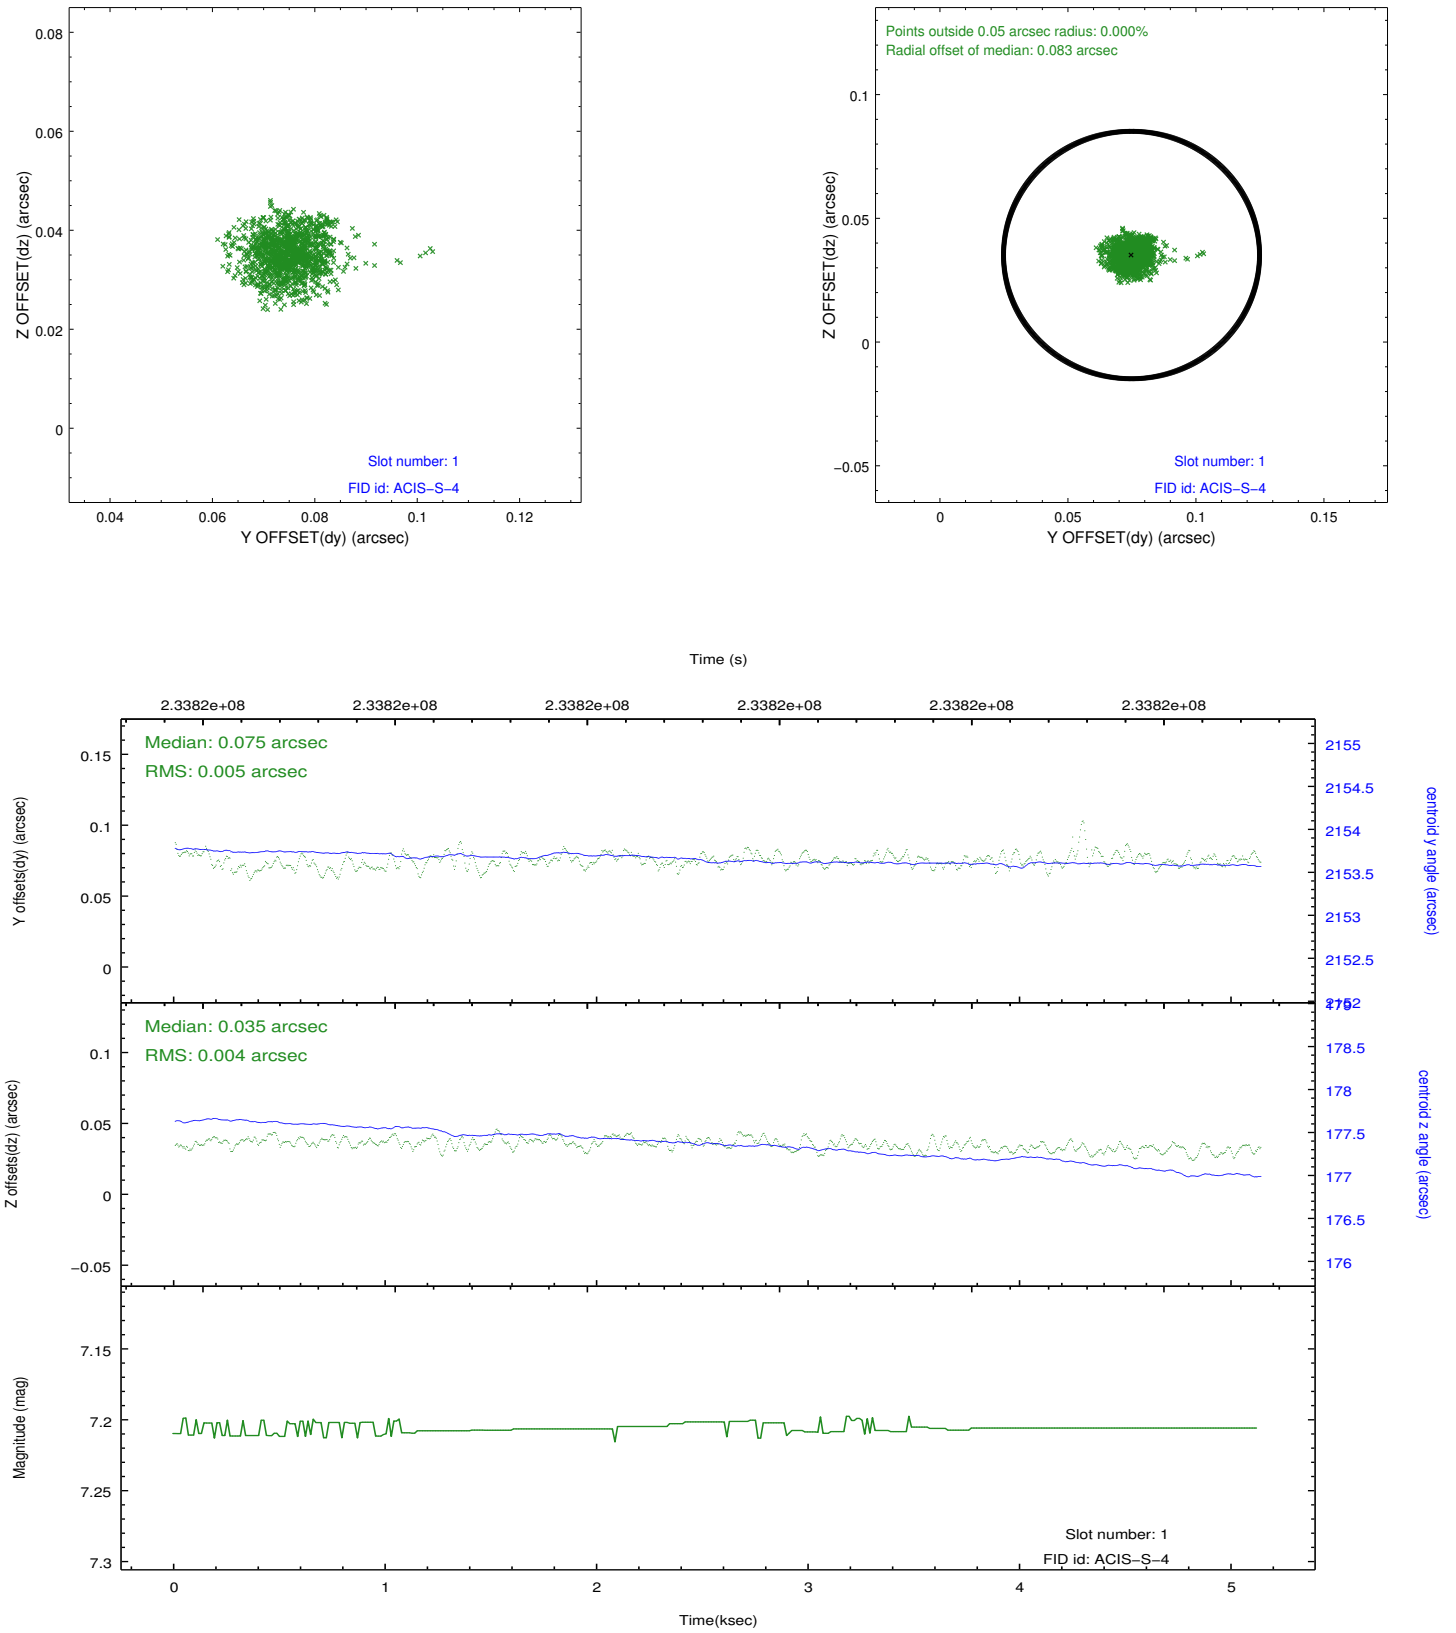 0.08
0.06
0.04
0.02
0
Z OFFSET(dz) (arcsec)
Slot number: 1
FID id: ACIS−S−4
0.04 0.06 0.08 0.1 0.12
Y OFFSET(dy) (arcsec)
Points outside 0.05 arcsec radius: 0.000%
Radial offset of median: 0.083 arcsec
0.1
0.05
0
−0.05
Z OFFSET(dz) (arcsec)
Slot number: 1
FID id: ACIS−S−4
0 0.05 0.1 0.15
Y OFFSET(dy) (arcsec)
Time (s)
2.3382e+08 2.3382e+08 2.3382e+08 2.3382e+08 2.3382e+08 2.3382e+08
Median: 0.075 arcsec
RMS: 0.005 arcsec
0.15
0.1
0.05
0
Y offsets(dy) (arcsec)
2155
2154.5
2154
2153.5
2153
2152.5
2152
centroid y angle (arcsec)
Median: 0.035 arcsec
RMS: 0.004 arcsec
0.1
0.05
0
−0.05
Z offsets(dz) (arcsec)
179
178.5
178
177.5
177
176.5
176
centroid z angle (arcsec)
7.15
7.2
7.25
7.3
Magnitude (mag)
Slot number: 1
FID id: ACIS−S−4
0 1 2 3 4 5
Time(ksec)